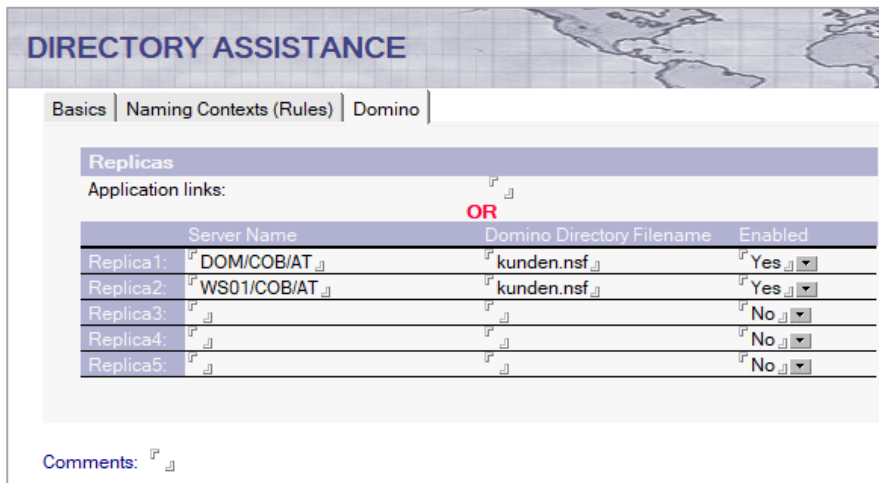 DIRECTORY ASSISTANCE
Basics Naming Contexts (Rules) Domino
Replicas
Application links:
OR
Server Name Domino Directory Filename Enabled
Replica1: DOM/COB/AT kunden.nsf Yes
Replica2: WS01/COB/AT kunden.nsf Yes
Replica3: No
Replica4: No
Replica5: No
Comments: